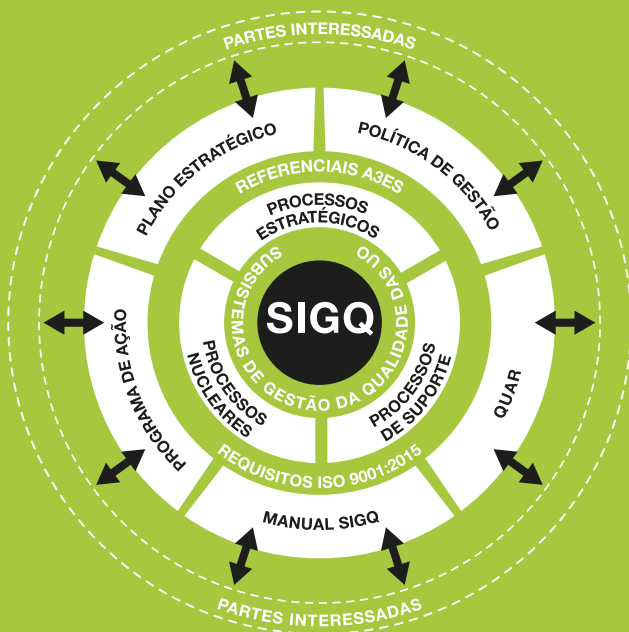 PARTES INTERESSADAS
PLANO ESTRATÉGICO
POLÍTICA DE GESTÃO
REFERENCIAIS A3ES
PROCESSOS
ESTRATÉGICOS
SUBSISTEMAS DE GESTÃO DA QUALIDADE DAS UO
SIGQ
PROGRAMA DE AÇÃO
PROCESSOS
NUCLEARES
PROCESSOS
DE SUPORTE
QUAR
REQUISITOS ISO 9001:2015
MANUAL SIGQ
PARTES INTERESSADAS